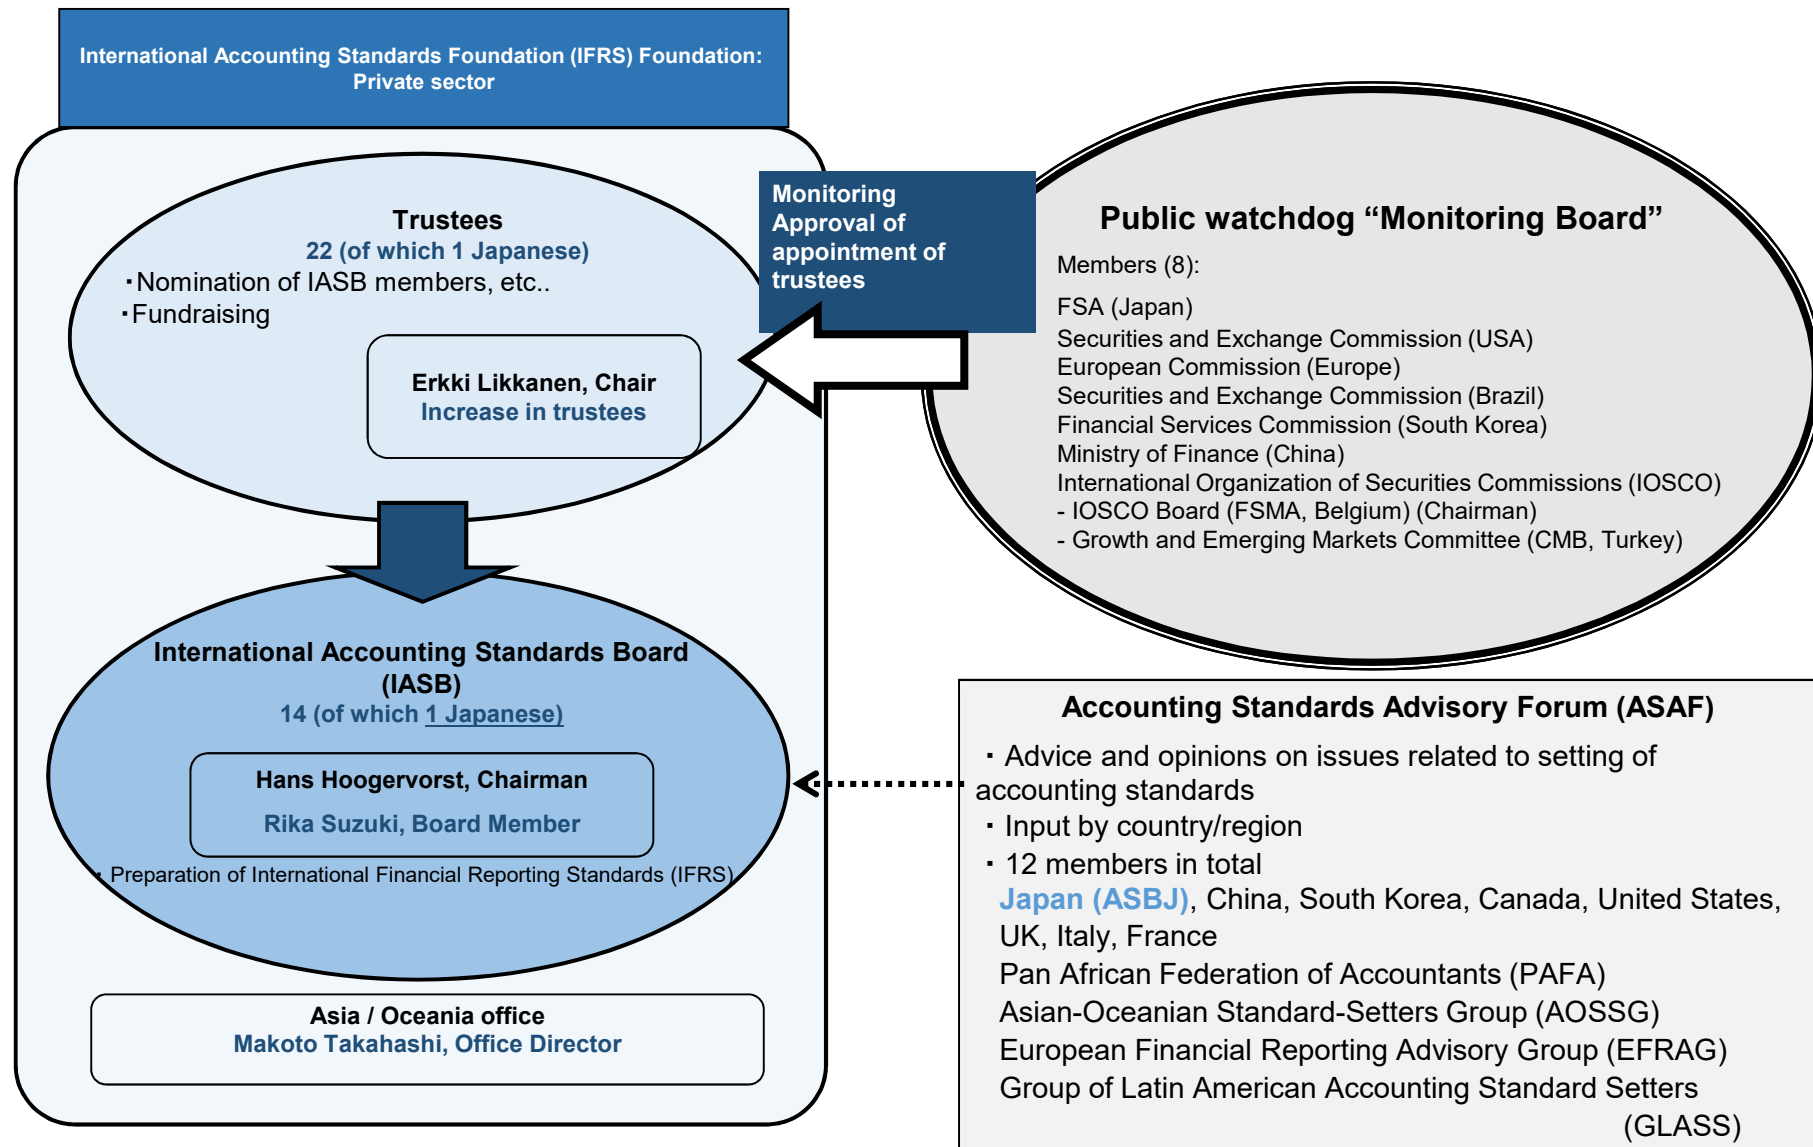 International Accounting Standards Foundation (IFRS) Foundation:
Private sector
Trustees
22 (of which 1 Japanese)
・Nomination of IASB members, etc..
・Fundraising
Erkki Likkanen, Chair
Increase in trustees
Monitoring
Approval of
appointment of
trustees
Public watchdog “Monitoring Board”
Members (8):
FSA (Japan)
Securities and Exchange Commission (USA)
European Commission (Europe)
Securities and Exchange Commission (Brazil)
Financial Services Commission (South Korea)
Ministry of Finance (China)
International Organization of Securities Commissions (IOSCO)
- IOSCO Board (FSMA, Belgium) (Chairman)
- Growth and Emerging Markets Committee (CMB, Turkey)
International Accounting Standards Board
(IASB)
14 (of which 1 Japanese)
Hans Hoogervorst, Chairman
Rika Suzuki, Board Member
・Preparation of International Financial Reporting Standards (IFRS)
Asia / Oceania office
Makoto Takahashi, Office Director
Accounting Standards Advisory Forum (ASAF)
・Advice and opinions on issues related to setting of
accounting standards
・Input by country/region
・12 members in total
Japan (ASBJ), China, South Korea, Canada, United States,
UK, Italy, France
Pan African Federation of Accountants (PAFA)
Asian-Oceanian Standard-Setters Group (AOSSG)
European Financial Reporting Advisory Group (EFRAG)
Group of Latin American Accounting Standard Setters
(GLASS)